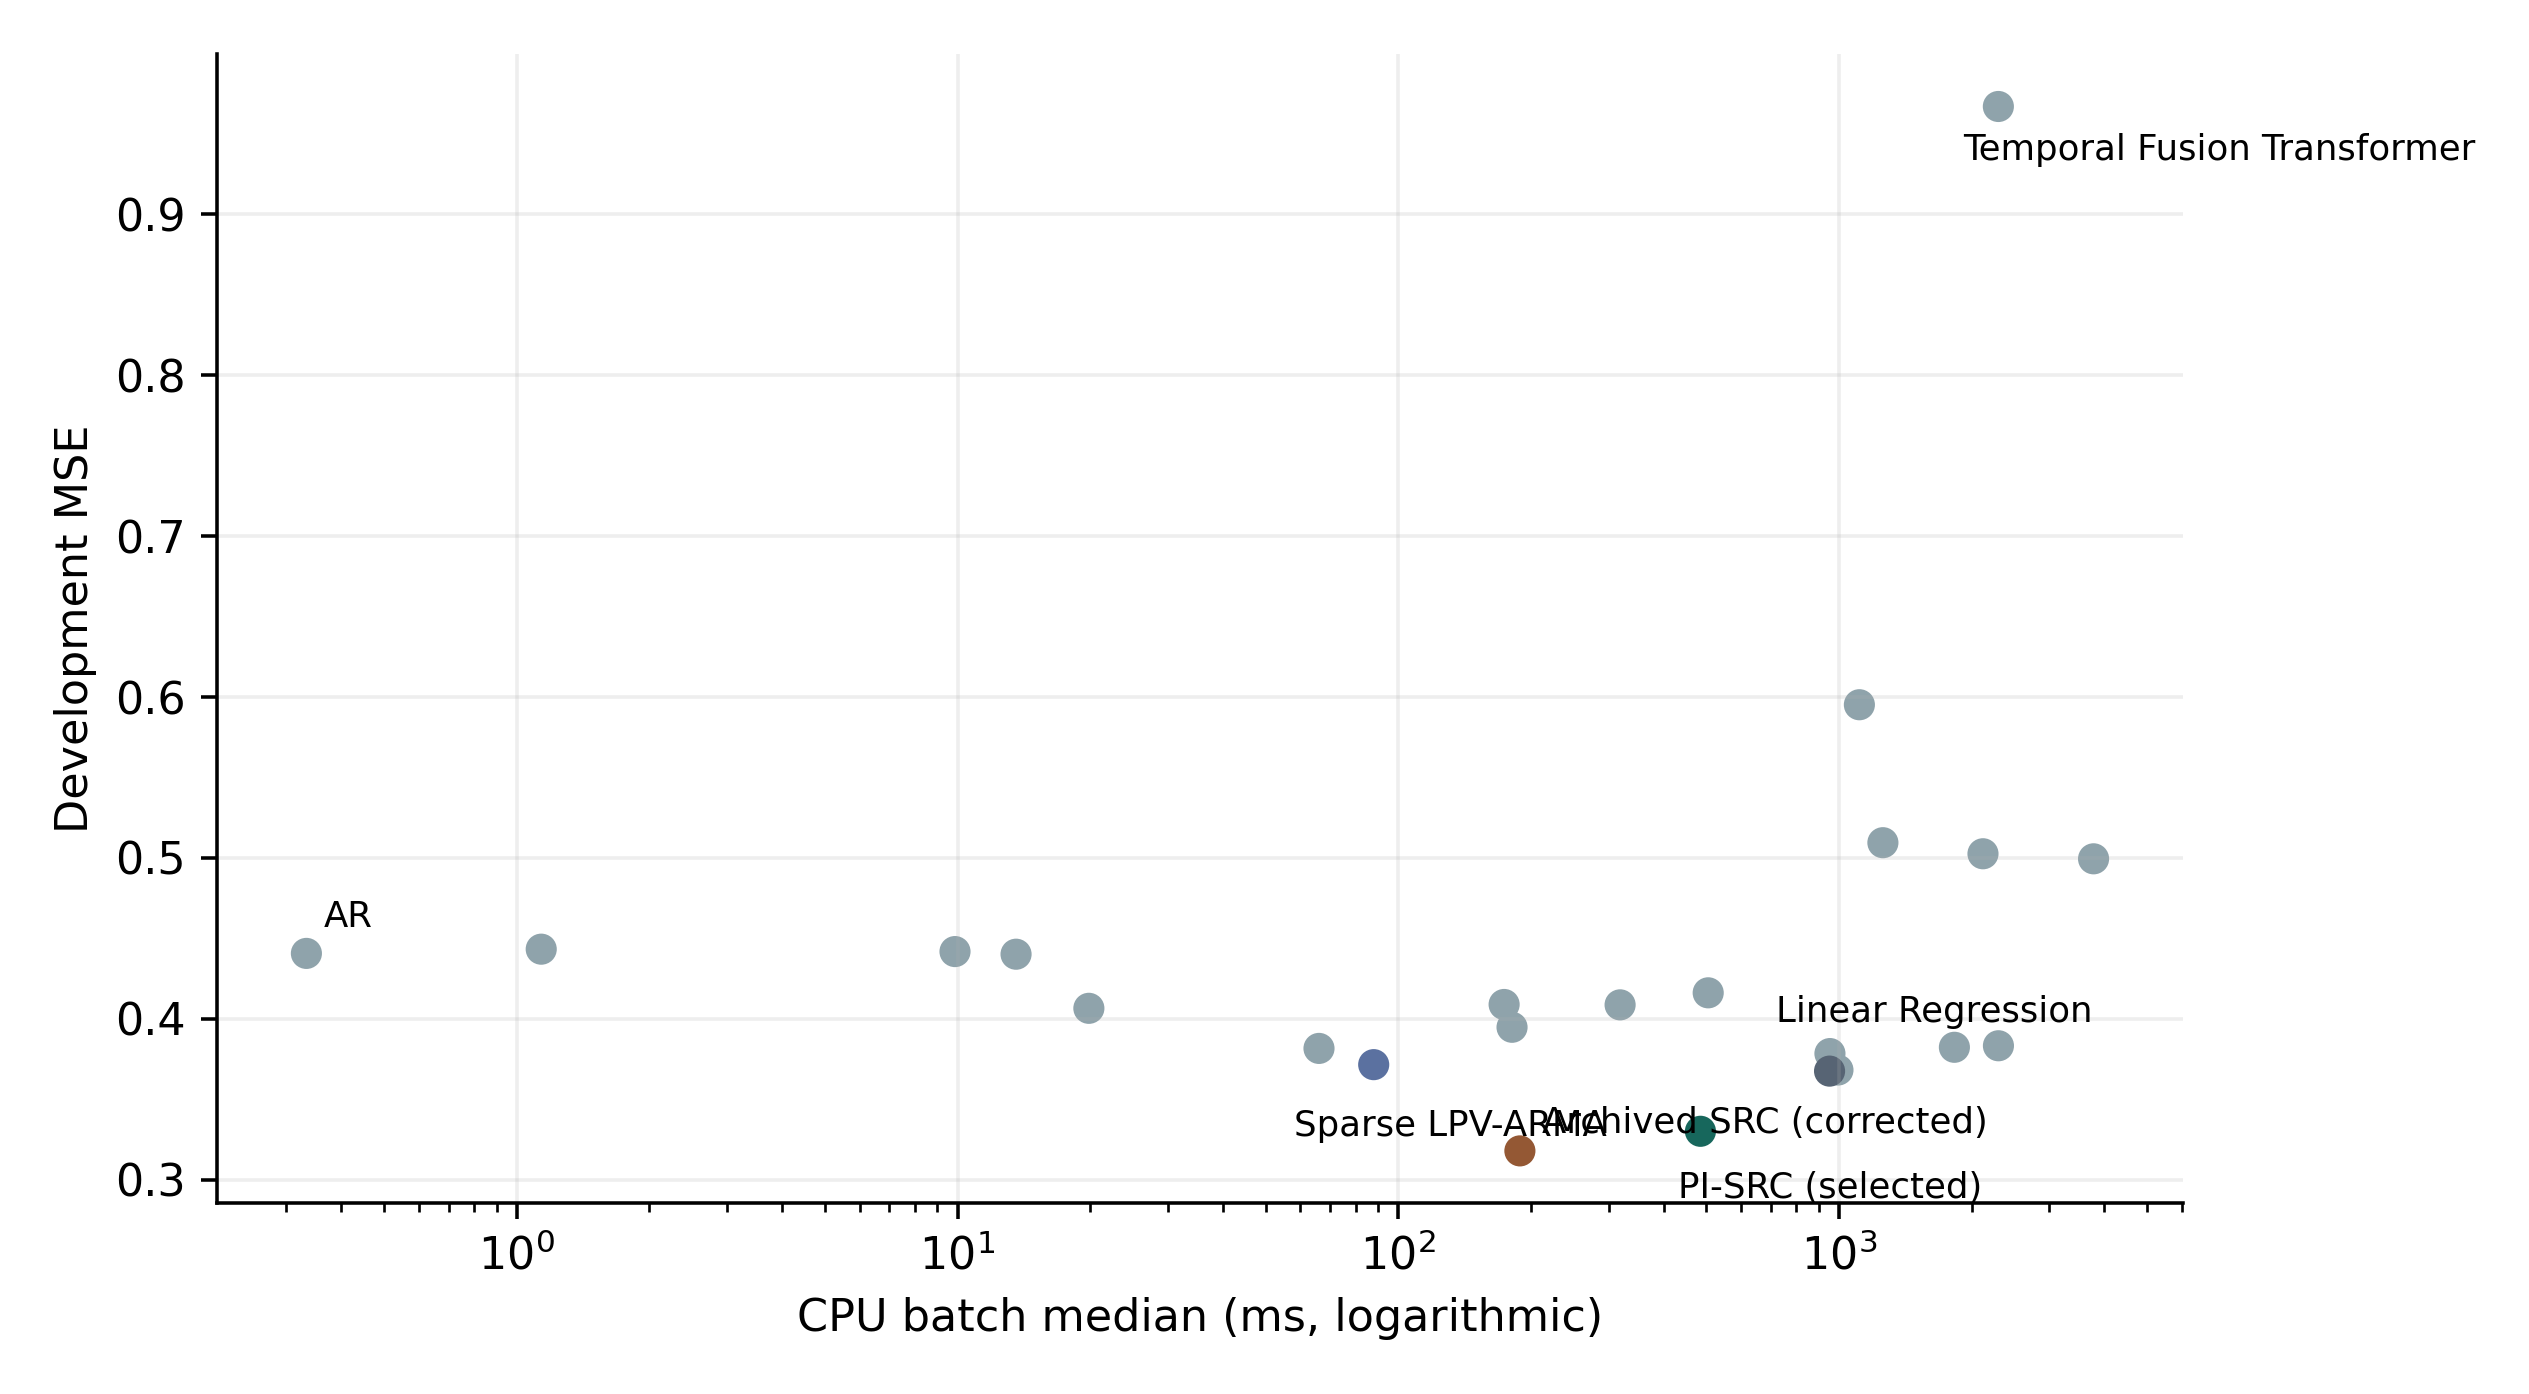 Temporal Fusion Transformer
0.9
0.8
0.7
0.6
0.5
0.4
0.3
Development MSE
AR
Linear Regression
Sparse LPV-ARMA
Archived SRC (corrected)
PI-SRC (selected)
10⁰
10¹
10²
10³
CPU batch median (ms, logarithmic)